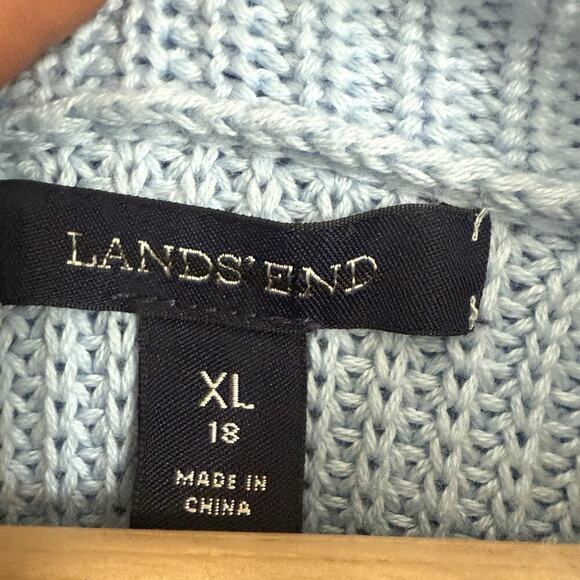 LANDS' END
XL
18
MADE IN
CHINA